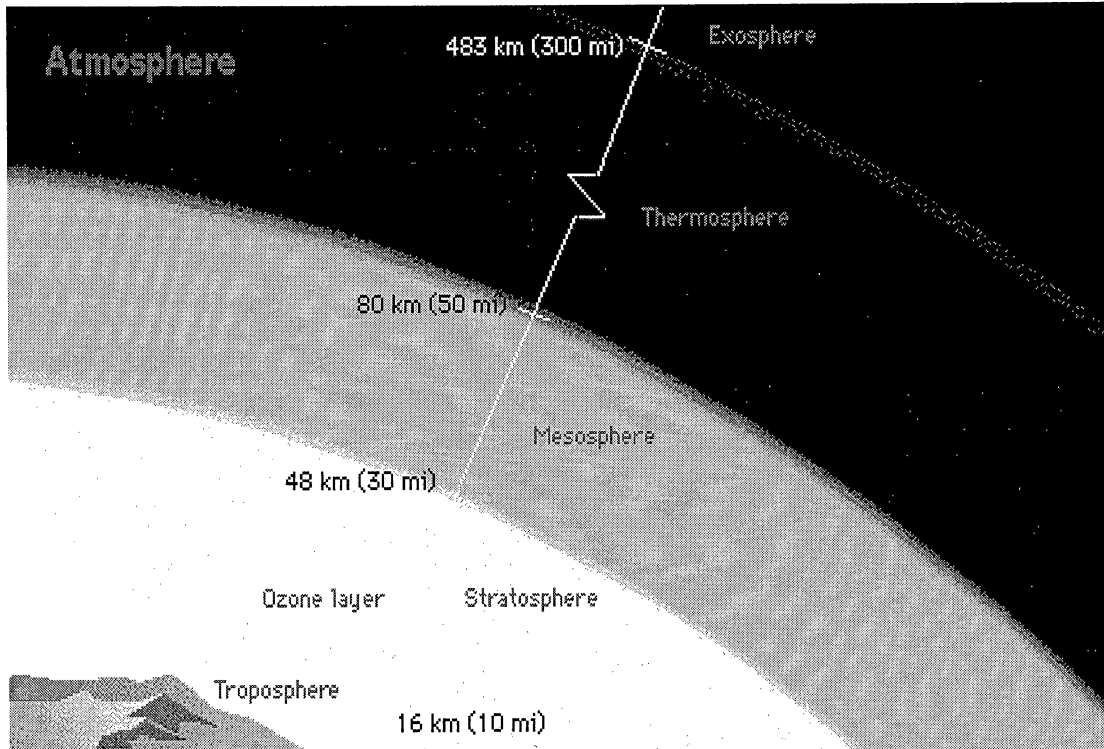 Atmosphere
483 km (300 mi)
Exosphere
Thermosphere
80 km (50 mi)
Mesosphere
48 km (30 mi)
Ozone layer
Stratosphere
Troposphere
16 km (10 mi)